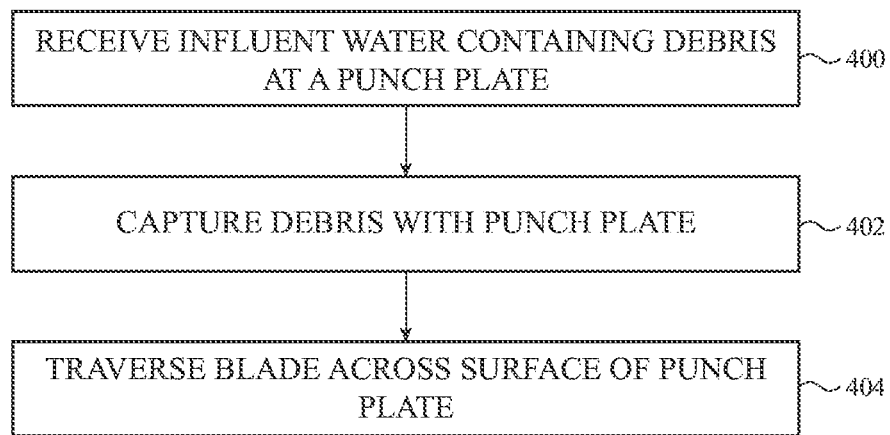 RECEIVE INFLUENT WATER CONTAINING DEBRIS
AT A PUNCH PLATE
400
CAPTURE DEBRIS WITH PUNCH PLATE
402
TRAVERSE BLADE ACROSS SURFACE OF PUNCH
PLATE
404